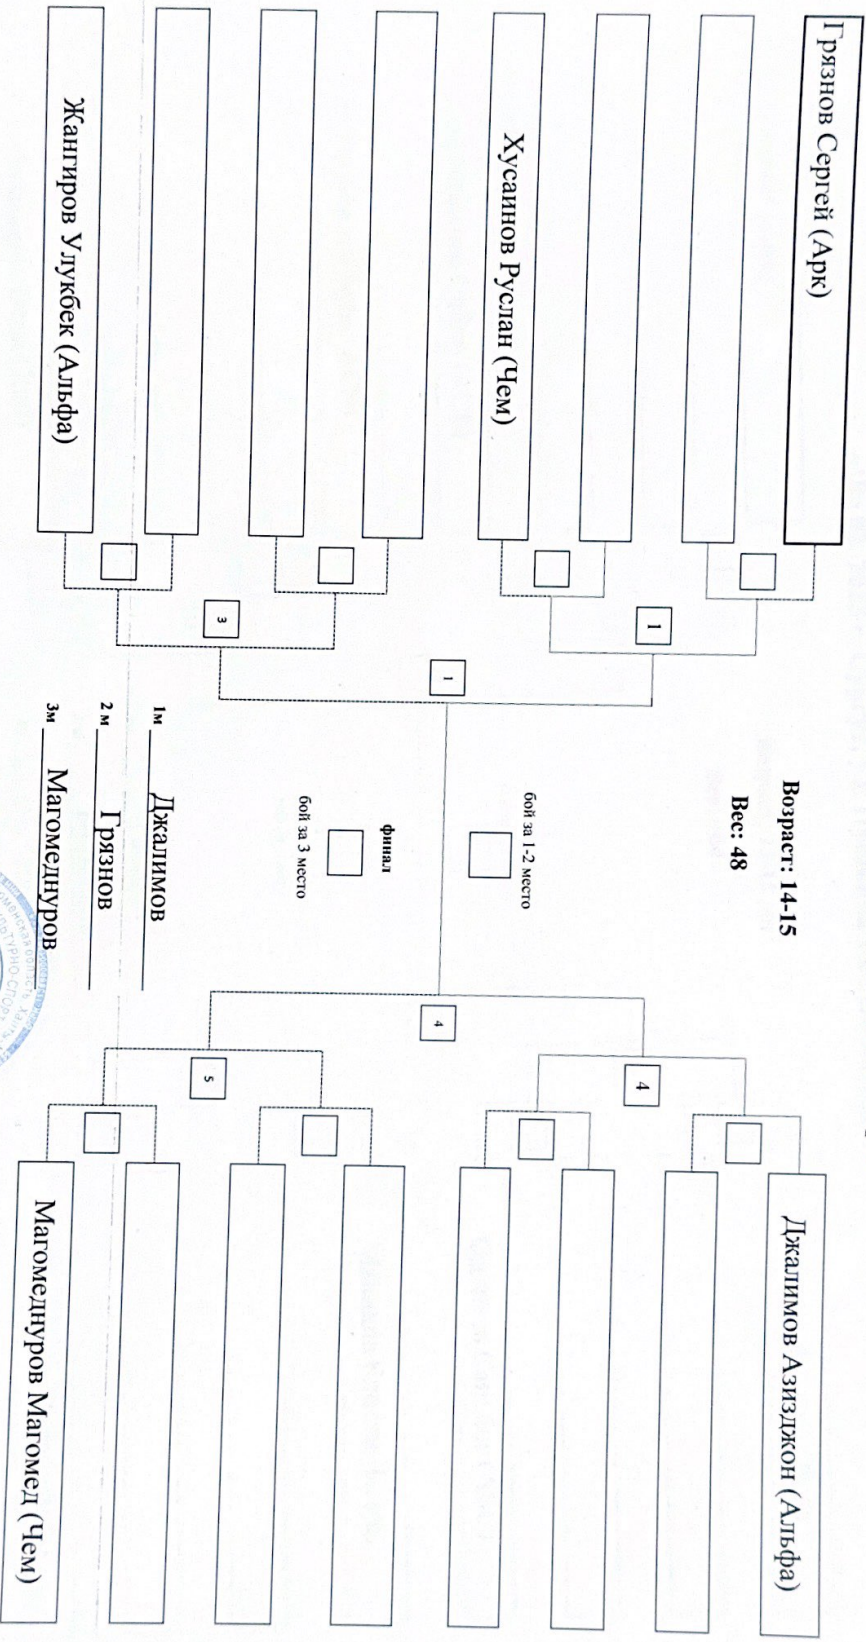 Грязнов Сергей (Арк)
Хусаинов Руслан (Чем)
Жангиров Улукбек (Альфа)
1
3
1
Возраст: 14-15
Вес: 48
бой за 1-2 место
финал
бой за 3 место
1м Джалимов
2 м Грязнов
3м Магомеднуров
4
4
5
Джалимов Азизджон (Альфа)
Магомеднуров Магомед (Чем)